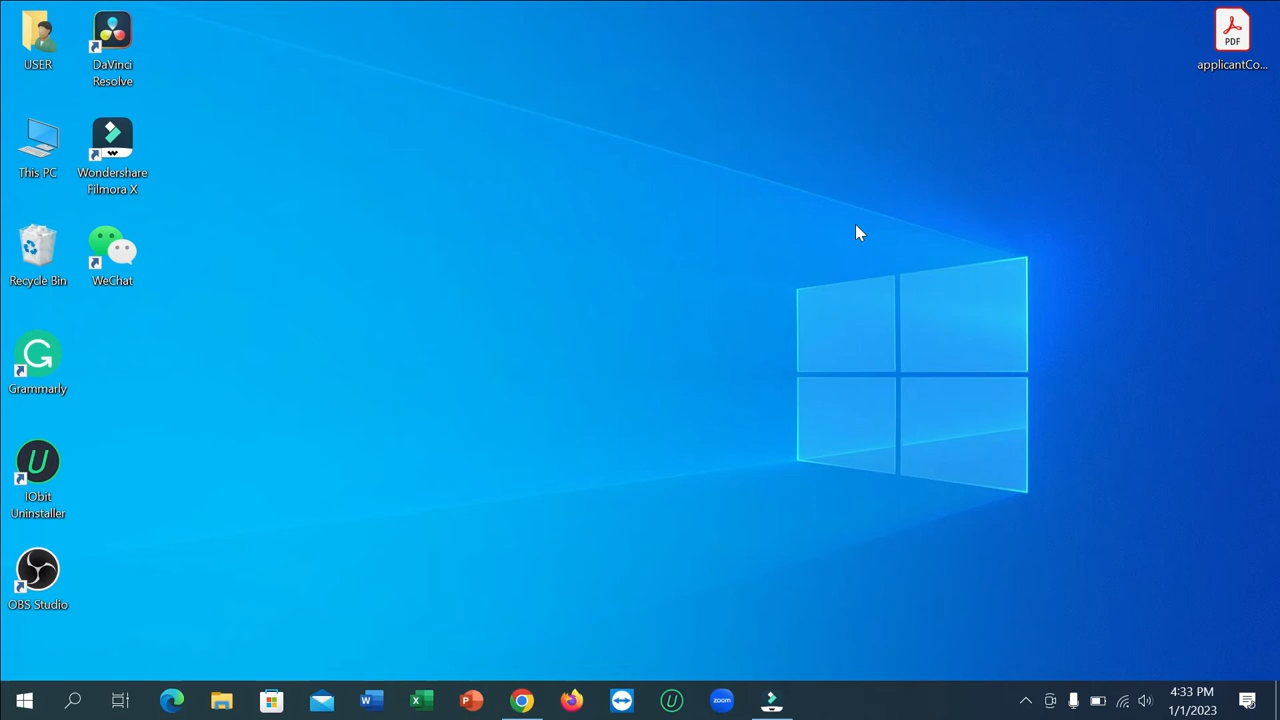 USER
DaVinci
Resolve
PDF
applicantCo...
This PC
Wondershare
Filmora X
Recycle Bin
WeChat
G
Grammarly
U
IObit
Uninstaller
OBS Studio
W
X
P
U
zoom
4:33 PM
1/1/2023